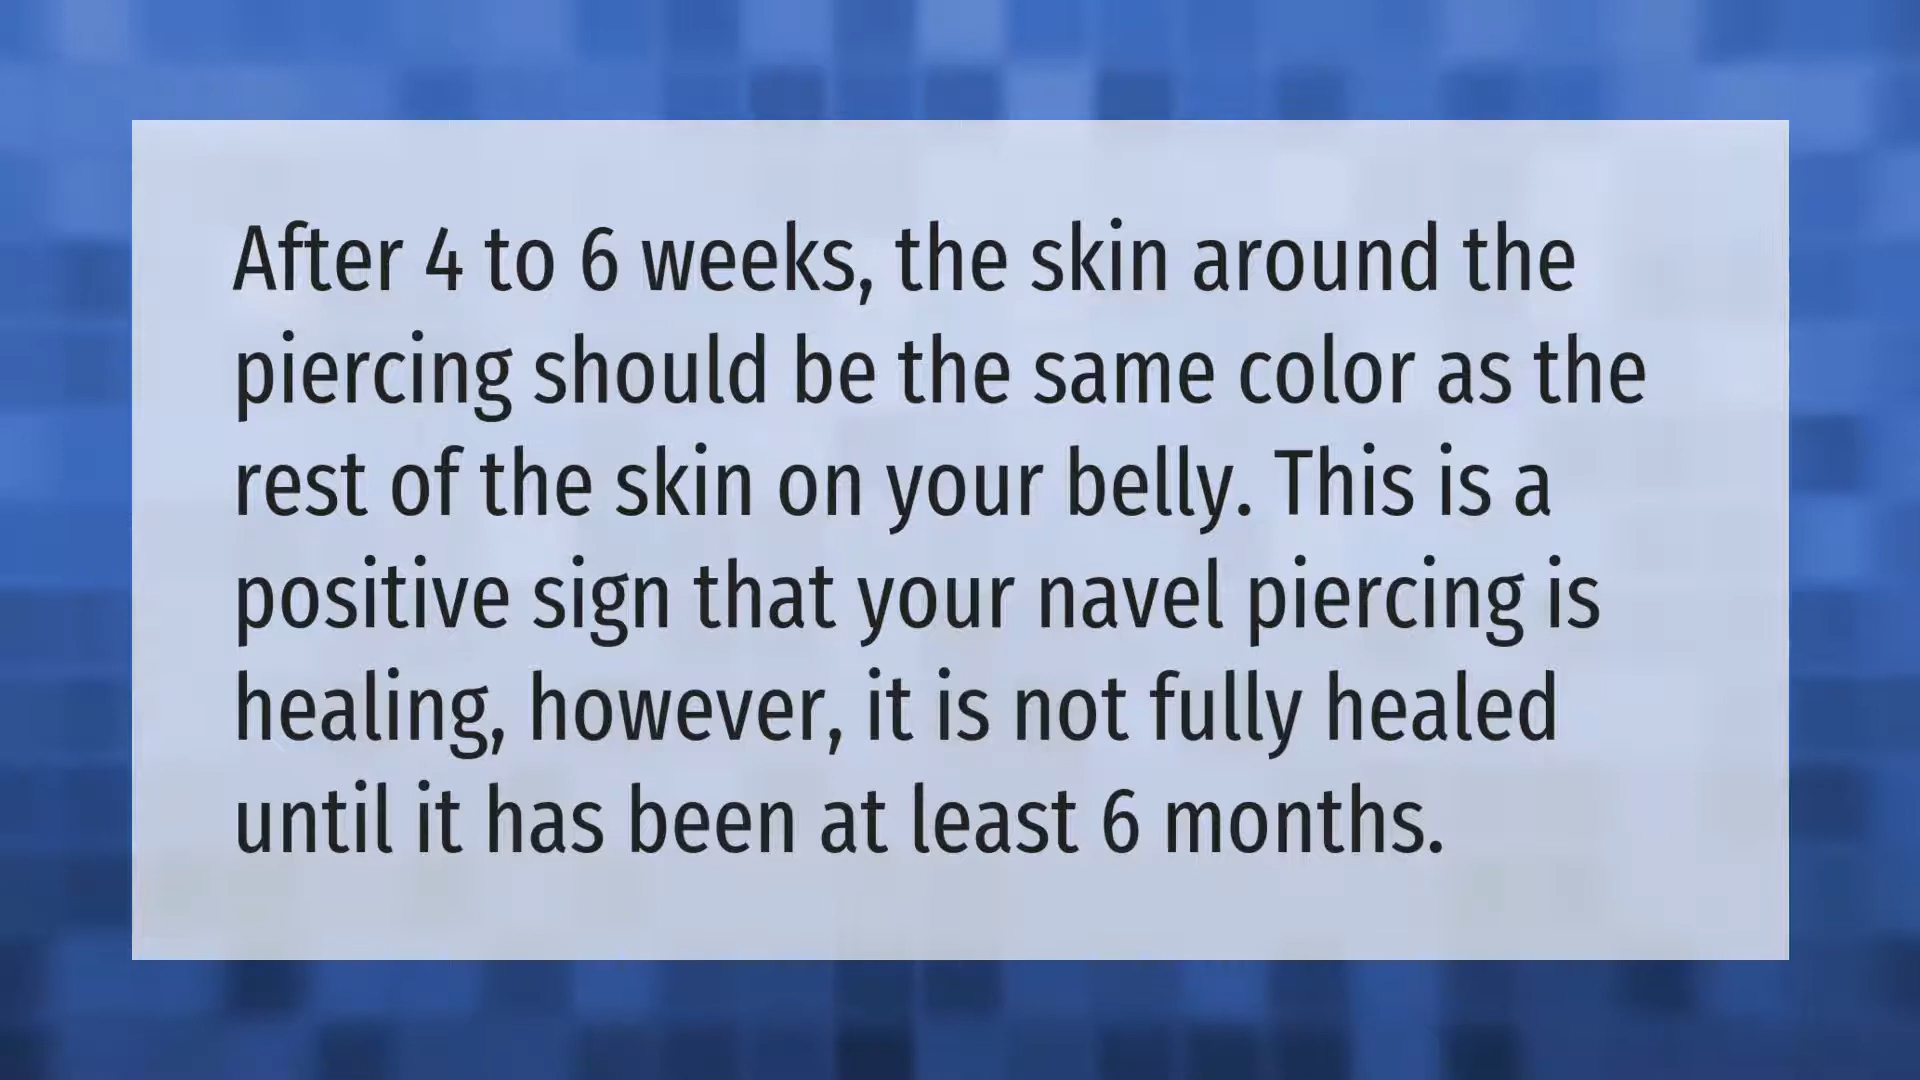 After 4 to 6 weeks, the skin around the
piercing should be the same color as the
rest of the skin on your belly. This is a
positive sign that your navel piercing is
healing, however, it is not fully healed
until it has been at least 6 months.